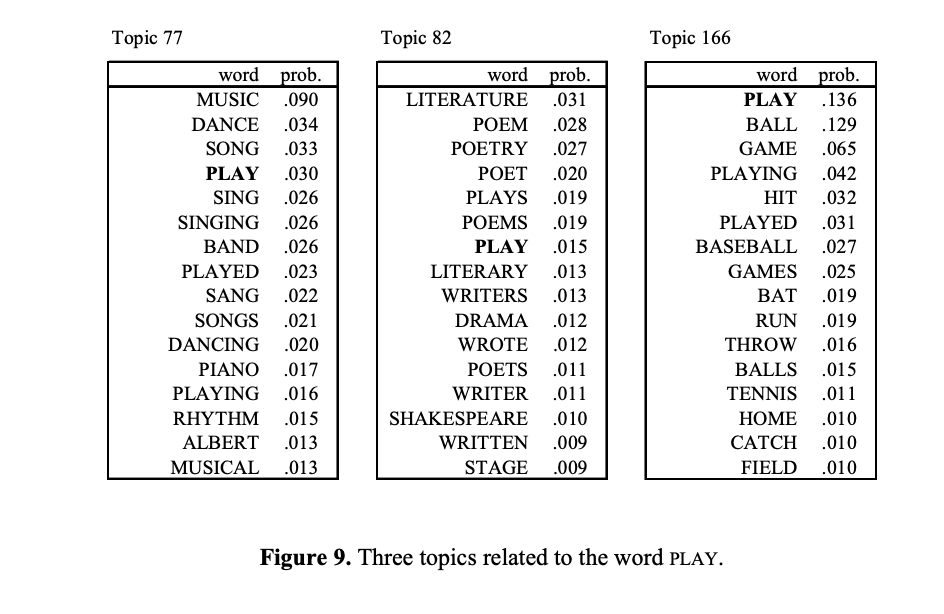 Topic 77
word prob.
MUSIC .090
DANCE .034
SONG .033
PLAY .030
SING .026
SINGING .026
BAND .026
PLAYED .023
SANG .022
SONGS .021
DANCING .020
PIANO .017
PLAYING .016
RHYTHM .015
ALBERT .013
MUSICAL .013
Topic 82
word prob.
LITERATURE .031
POEM .028
POETRY .027
POET .020
PLAYS .019
POEMS .019
PLAY .015
LITERARY .013
WRITERS .013
DRAMA .012
WROTE .012
POETS .011
WRITER .011
SHAKESPEARE .010
WRITTEN .009
STAGE .009
Topic 166
word prob.
PLAY .136
BALL .129
GAME .065
PLAYING .042
HIT .032
PLAYED .031
BASEBALL .027
GAMES .025
BAT .019
RUN .019
THROW .016
BALLS .015
TENNIS .011
HOME .010
CATCH .010
FIELD .010
Figure 9. Three topics related to the word PLAY.